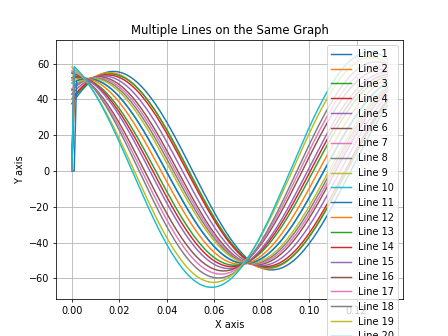 Multiple Lines on the Same Graph
Y axis
60
40
20
0
−20
−40
−60
0.00
0.02
0.04
0.06
0.08
0.10
X axis
Line 1
Line 2
Line 3
Line 4
Line 5
Line 6
Line 7
Line 8
Line 9
Line 10
Line 11
Line 12
Line 13
Line 14
Line 15
Line 16
Line 17
Line 18
Line 19
Line 20